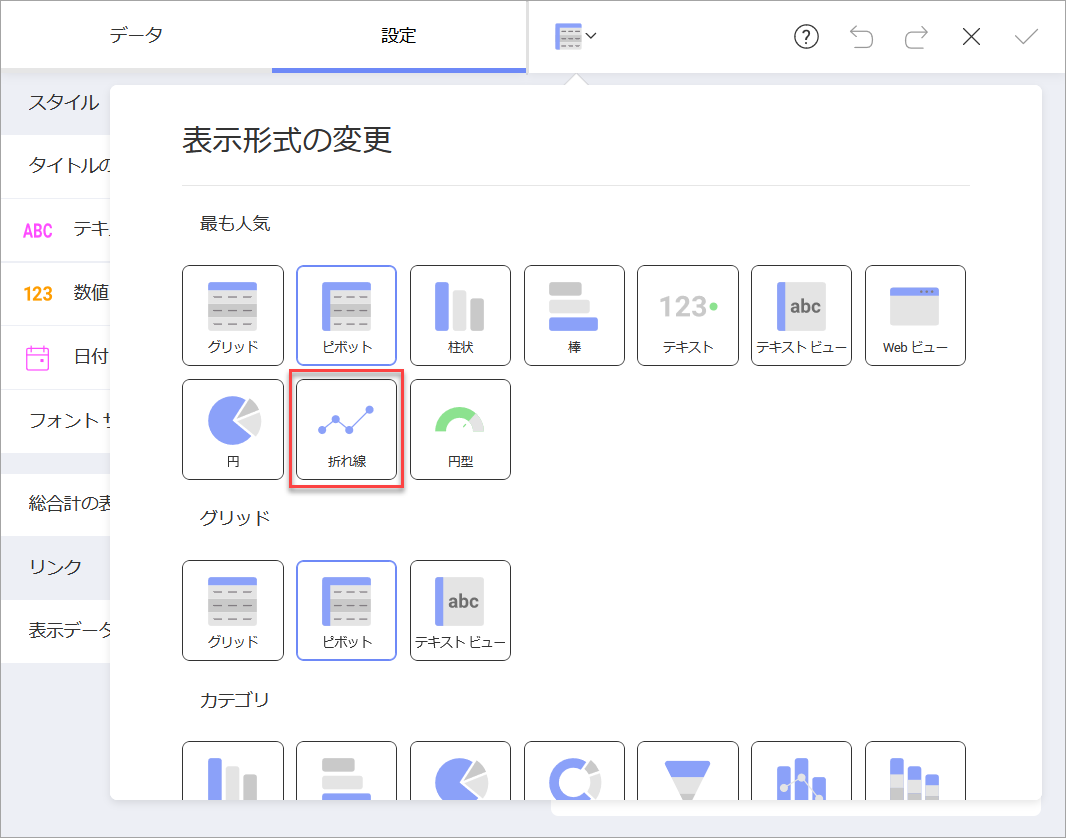 データ
設定
スタイル
タイトルの
ABC テキ
123 数値
日付
フォント
総合計の表
リンク
表示データ
表示形式の変更
最も人気
グリッド
ピボット
柱状
棒
123
テキスト
abc
テキスト ビュー
Web ビュー
円
折れ線
円型
グリッド
グリッド
ピボット
abc
テキスト ビュー
カテゴリ